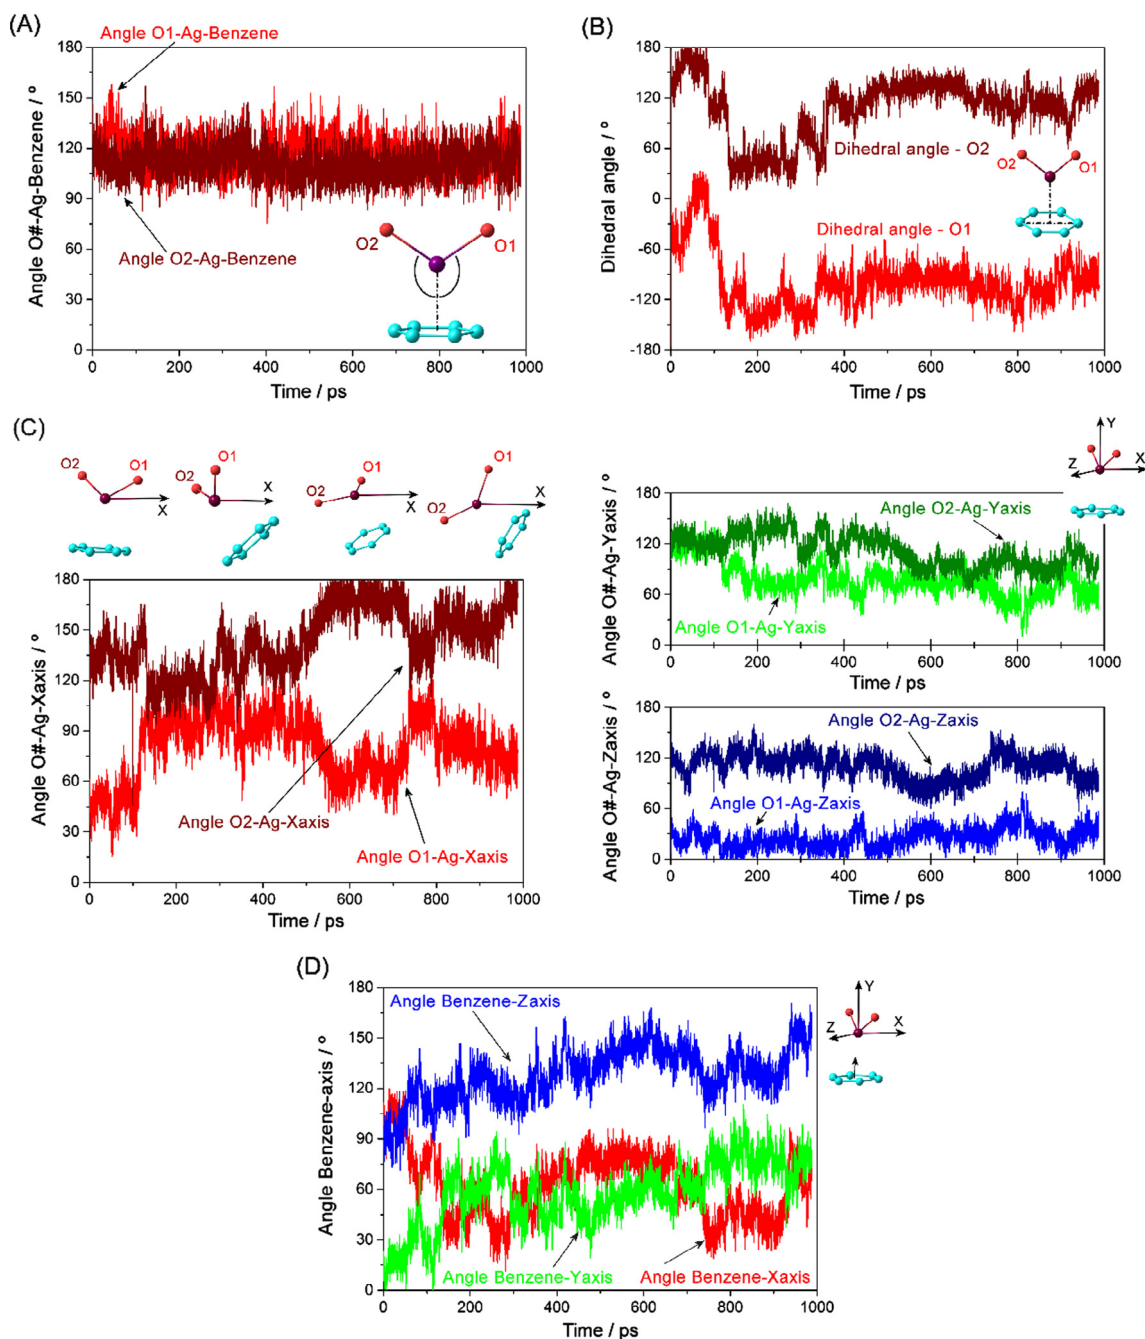 (A)
Angle O1-Ag-Benzene
Angle O#-Ag-Benzene / º
180
150
120
90
60
30
0
Angle O2-Ag-Benzene
O2
O1
0 200 400 600 800 1000
Time / ps
(B)
Dihedral angle / º
180
120
60
0
-60
-120
-180
Dihedral angle - O2
O2
O1
Dihedral angle - O1
0 200 400 600 800 1000
Time / ps
(C)
O2
O1
X
O1
O2
X
O1
O2
X
O1
O2
X
Angle O#-Ag-Xaxis / º
180
150
120
90
60
30
0
Angle O2-Ag-Xaxis
Angle O1-Ag-Xaxis
0 200 400 600 800 1000
Time / ps
Y
Z
X
Angle O#-Ag-Yaxis / º
180
120
60
0
Angle O2-Ag-Yaxis
Angle O1-Ag-Yaxis
Angle O#-Ag-Zaxis / º
180
120
60
0
Angle O2-Ag-Zaxis
Angle O1-Ag-Zaxis
0 200 400 600 800 1000
Time / ps
(D)
Angle Benzene-axis / º
180
150
120
90
60
30
0
Angle Benzene-Zaxis
Angle Benzene-Yaxis
Angle Benzene-Xaxis
0 200 400 600 800 1000
Time / ps
Y
Z
X